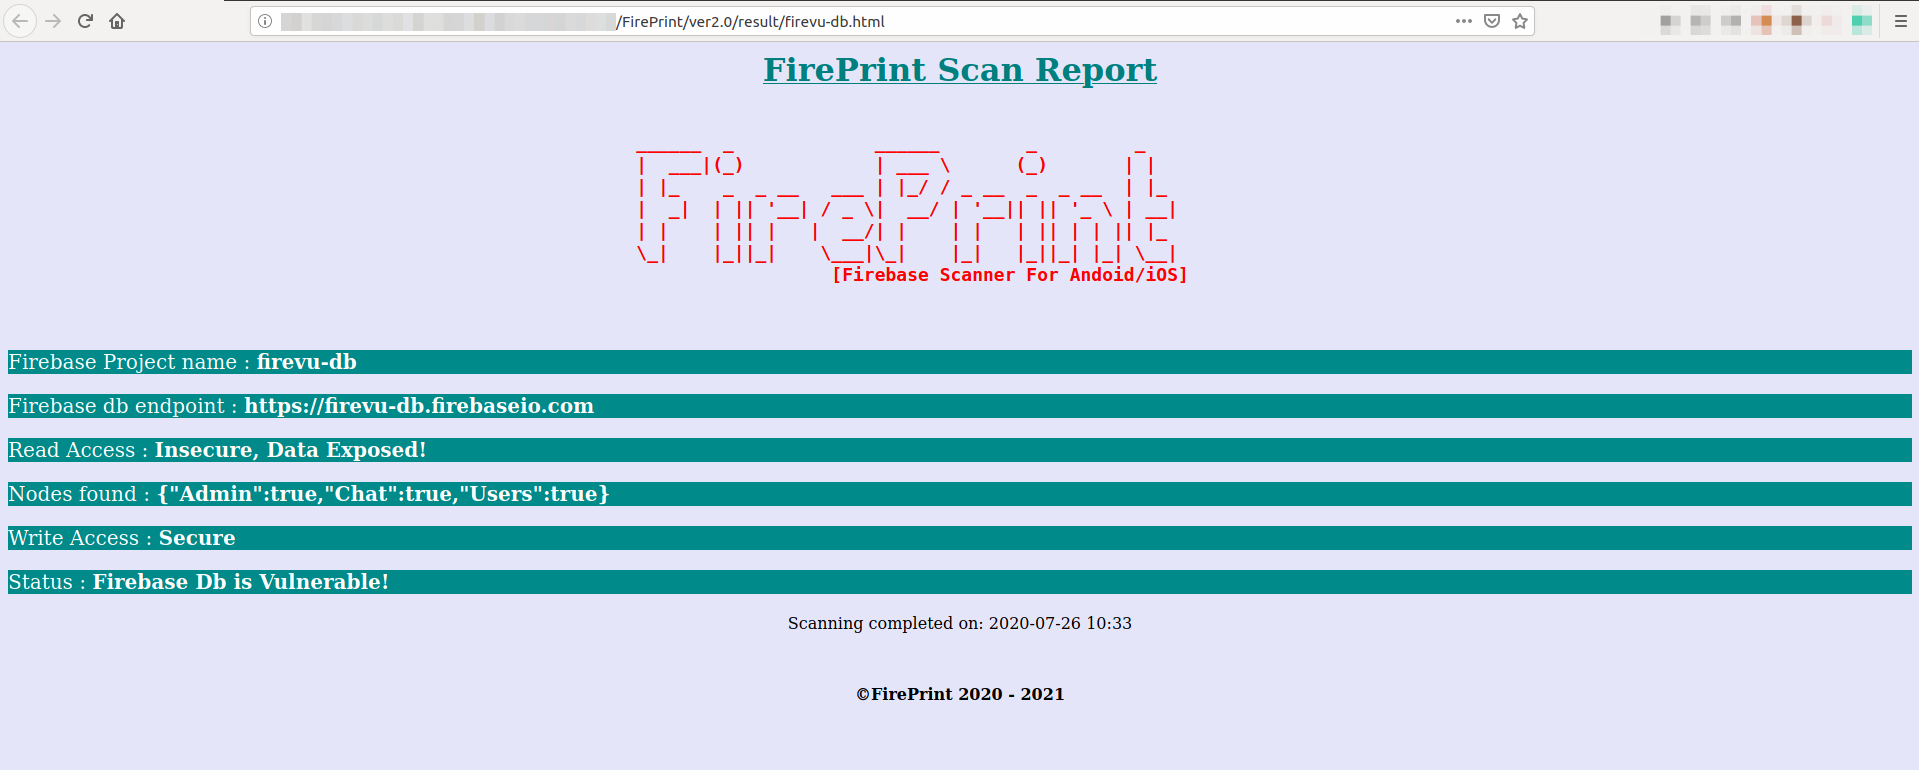 /FirePrint/ver2.0/result/firevu-db.html
FirePrint Scan Report
FirePrint
[Firebase Scanner For Andoid/iOS]
Firebase Project name : firevu-db
Firebase db endpoint : https://firevu-db.firebaseio.com
Read Access : Insecure, Data Exposed!
Nodes found : {"Admin":true,"Chat":true,"Users":true}
Write Access : Secure
Status : Firebase Db is Vulnerable!
Scanning completed on: 2020-07-26 10:33
©FirePrint 2020 - 2021